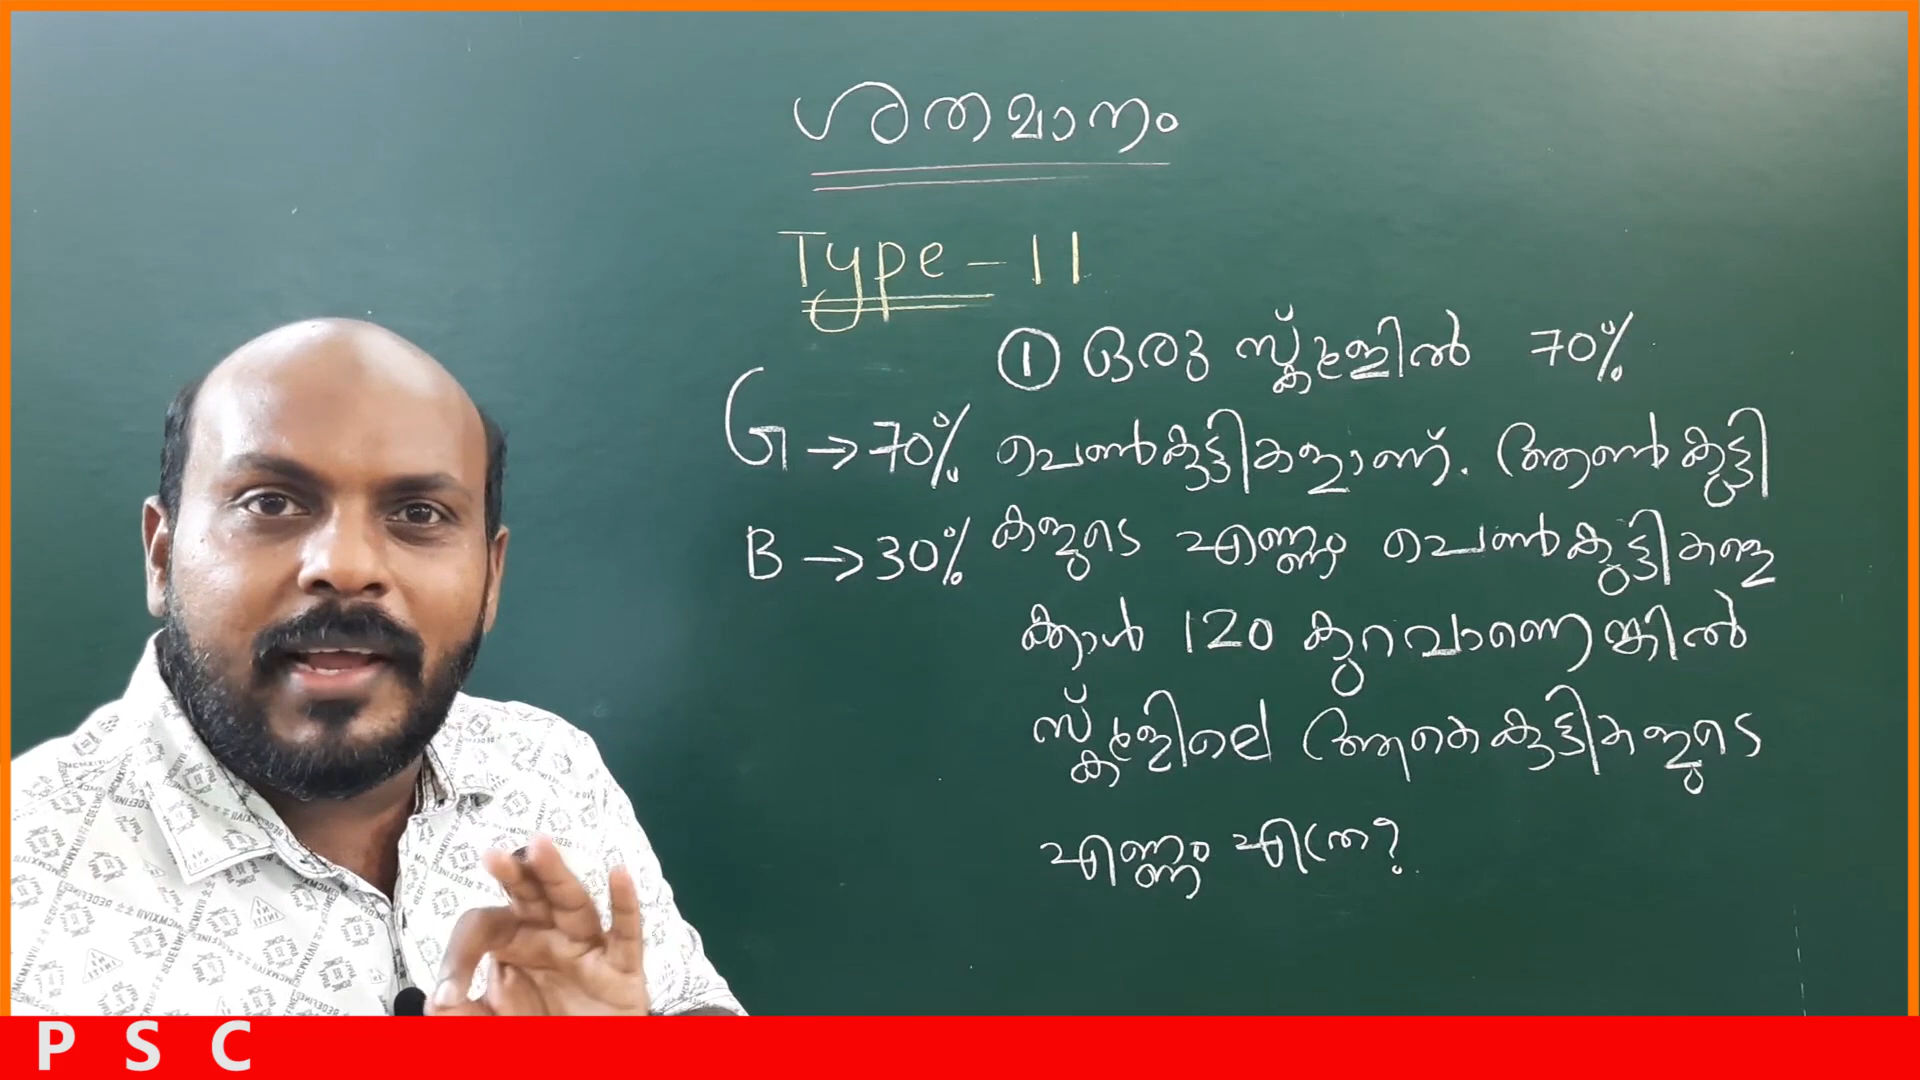 ശതമാനം
Type - 11
① ഒരു സ്കൂളിൽ 70%
G → 70%
പെൺകുട്ടികളാണ്. ആൺകുട്ടി
B → 30%
കളുടെ എണ്ണം പെൺകുട്ടികളെ
ക്കാൾ 120 കുറവാണെങ്കിൽ
സ്കൂളിലെ ആകെകുട്ടികളുടെ
എണ്ണം എത്ര?
P S C